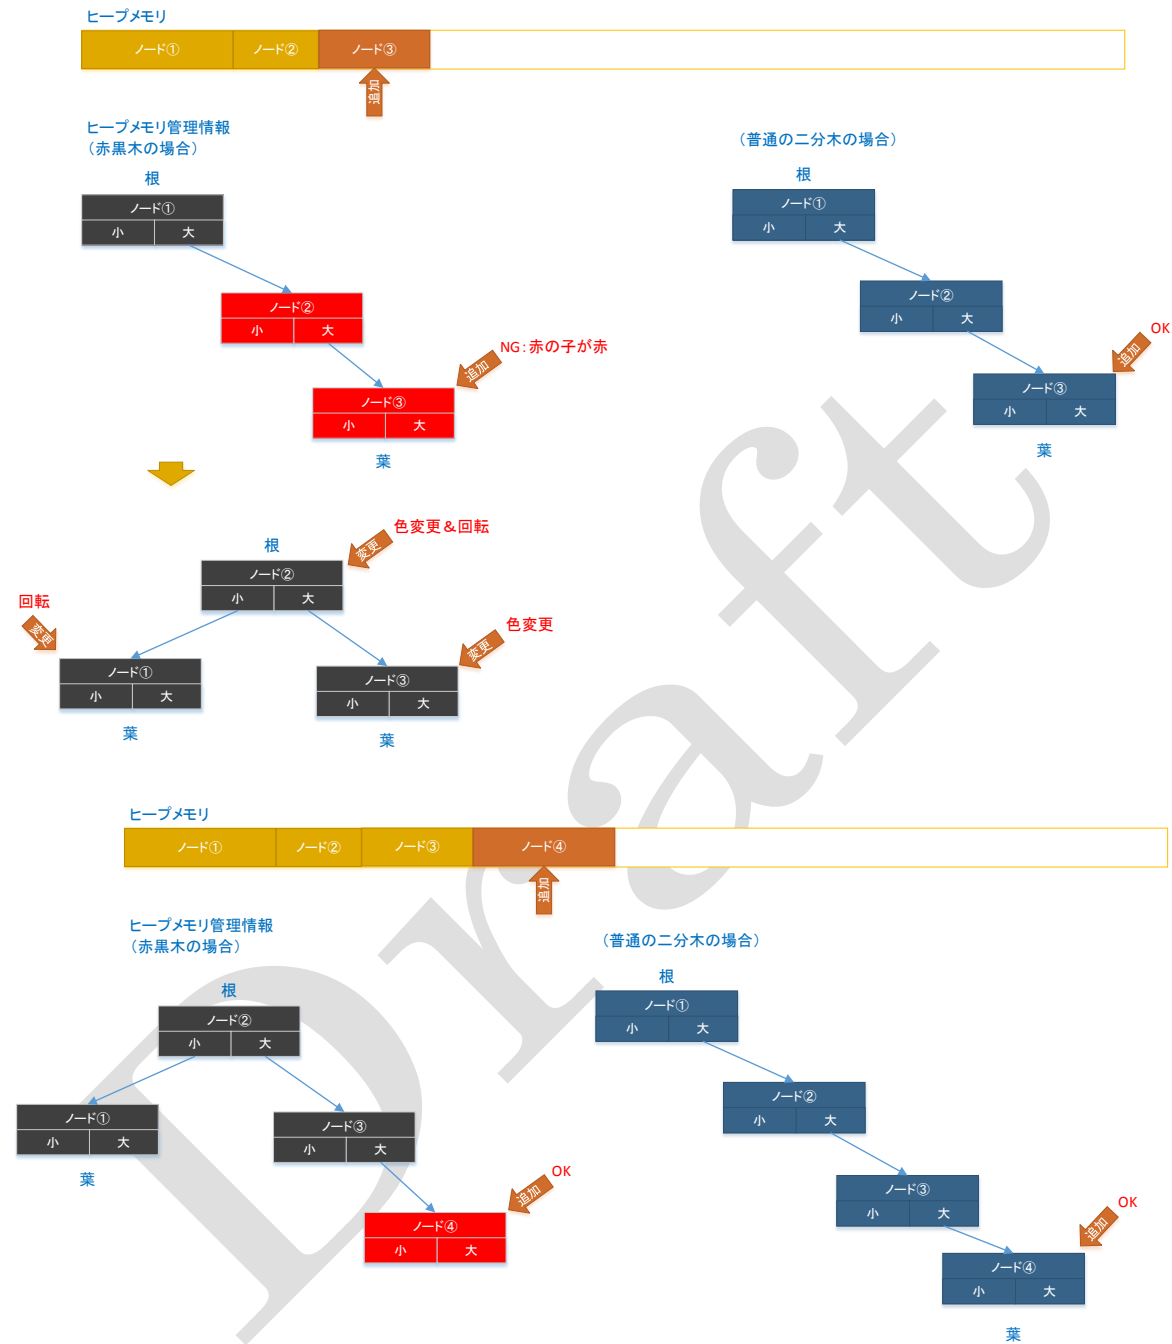 ヒープメモリ
ノード①
ノード②
ノード③
追加
ヒープメモリ管理情報
（赤黒木の場合）
根
ノード①
小
大
ノード②
小
大
NG：赤の子が赤
追加
ノード③
小
大
葉
（普通の二分木の場合）
根
ノード①
小
大
ノード②
小
大
OK
追加
ノード③
小
大
葉
色変更＆回転
変更
根
ノード②
小
大
回転
変更
ノード①
小
大
葉
色変更
変更
ノード③
小
大
葉
ヒープメモリ
ノード①
ノード②
ノード③
ノード④
追加
ヒープメモリ管理情報
（赤黒木の場合）
根
ノード②
小
大
ノード①
小
大
葉
ノード③
小
大
OK
追加
ノード④
小
大
（普通の二分木の場合）
根
ノード①
小
大
ノード②
小
大
ノード③
小
大
OK
追加
ノード④
小
大
葉
Draft